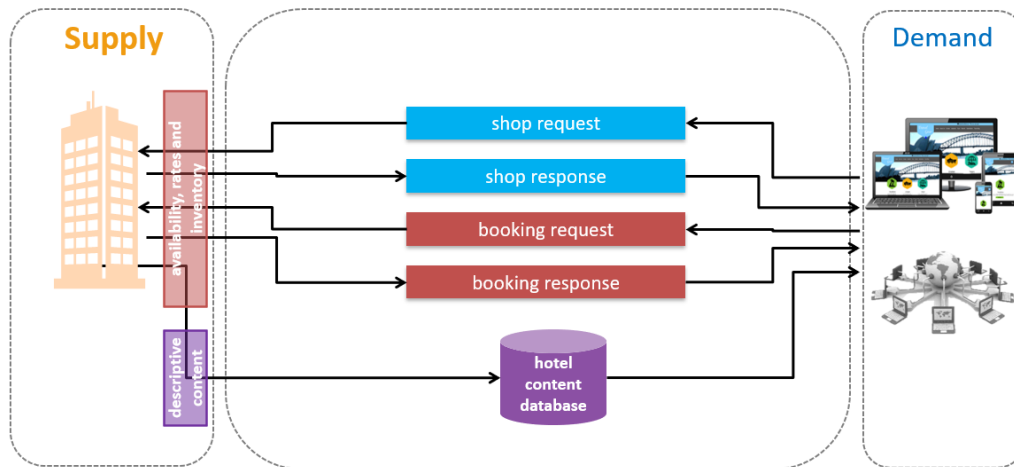 Supply
Demand
availability, rates and
inventory
shop request
shop response
booking request
booking response
descriptive
content
hotel
content
database